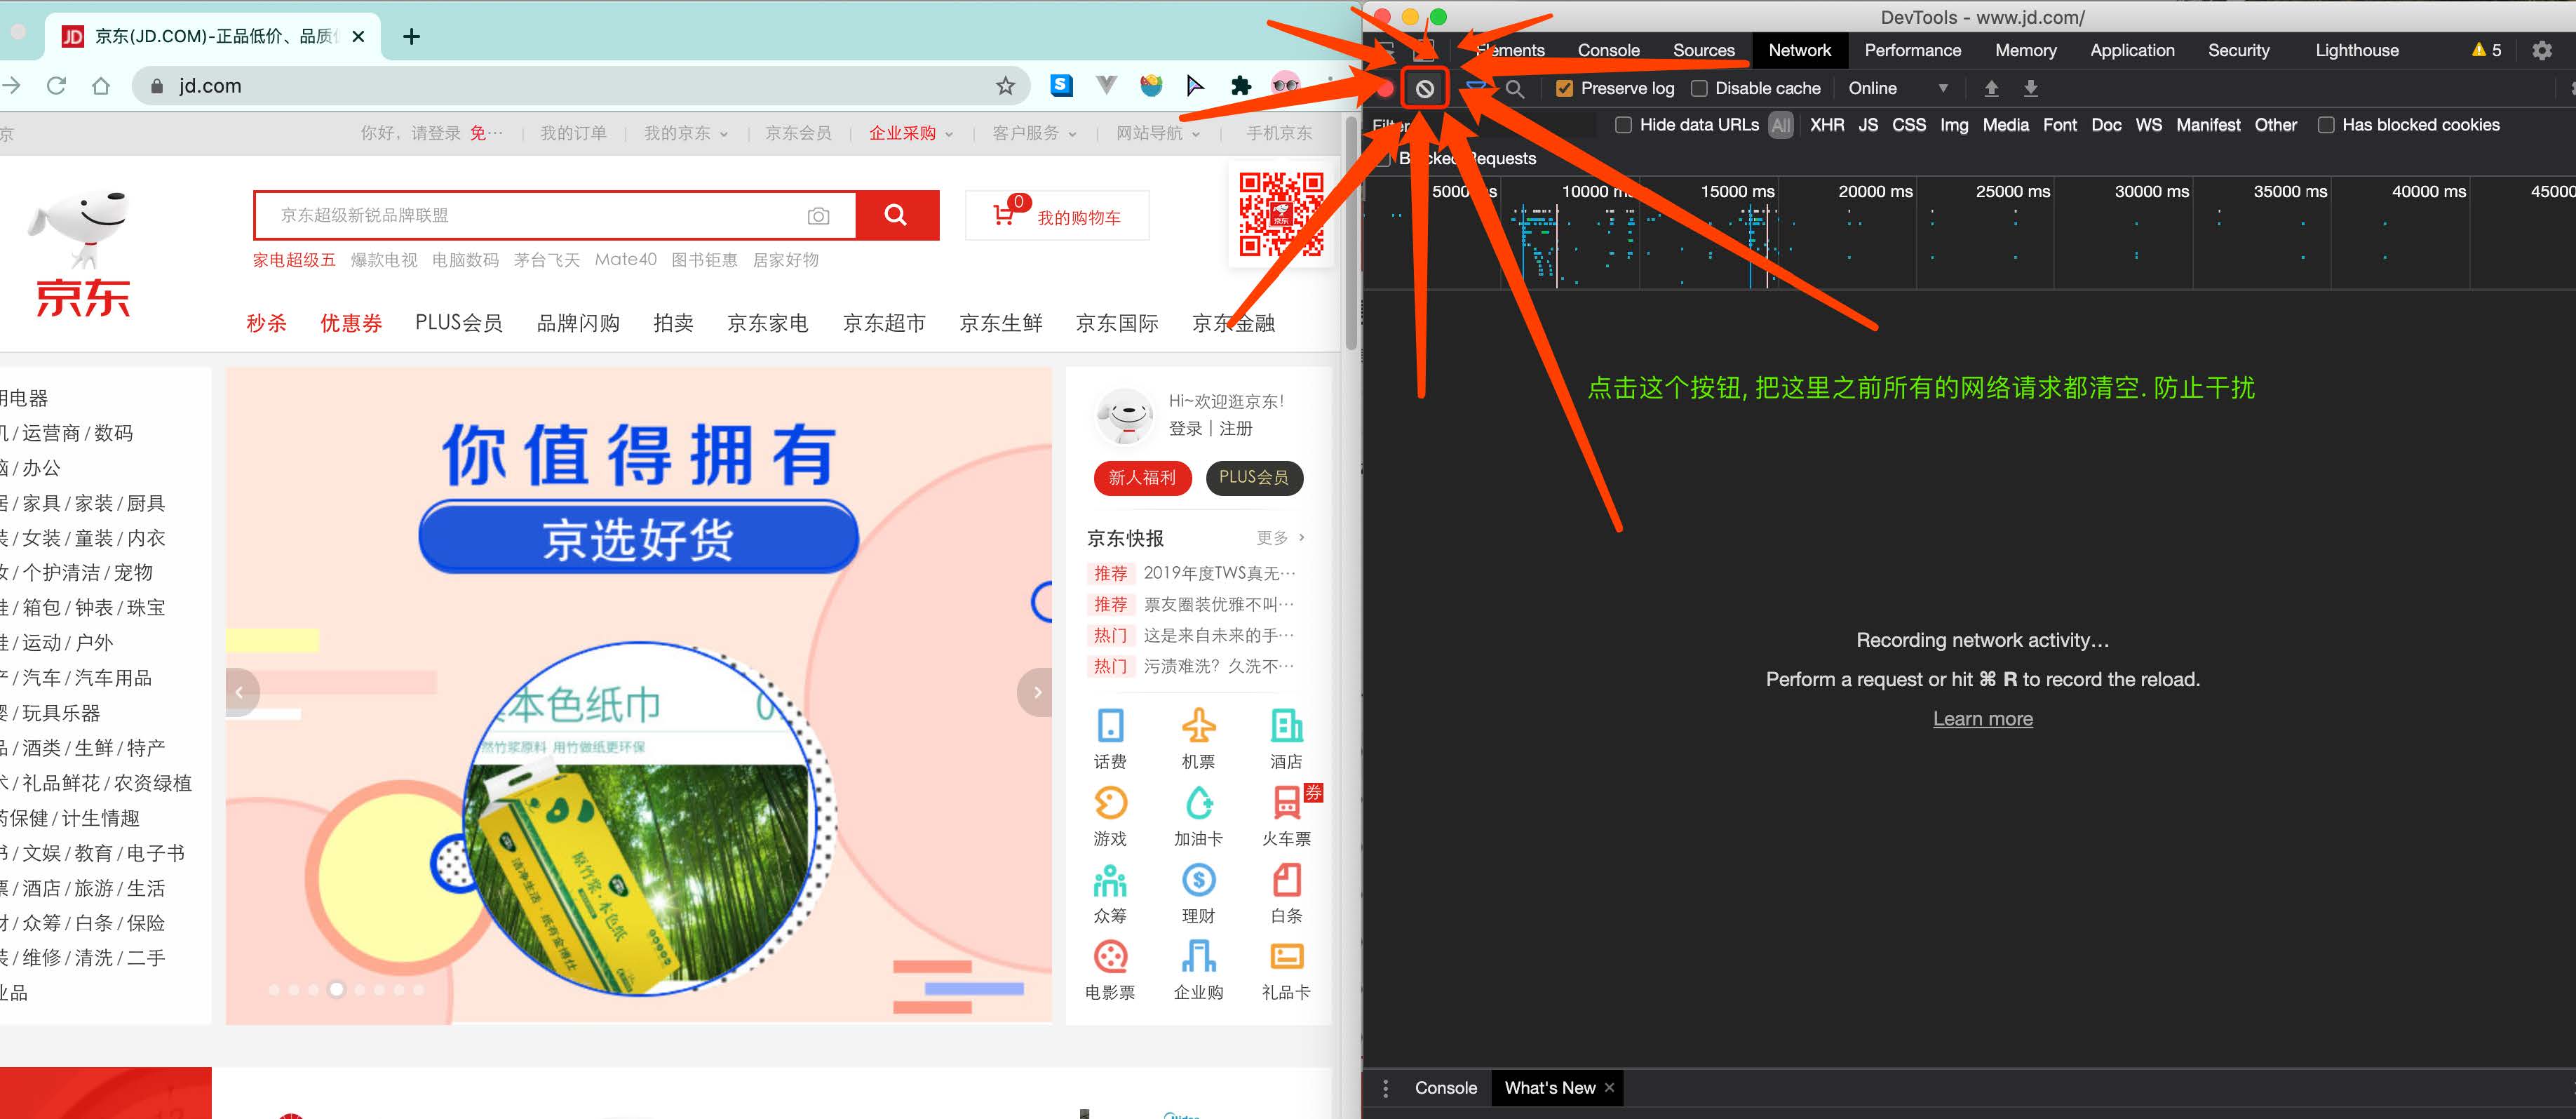 京东(JD.COM)-正品低价、品质
jd.com
京
你好，请登录 免… 我的订单 我的京东 京东会员 企业采购 客户服务 网站导航 手机京东
京东
京东超级新锐品牌联盟
0
我的购物车
家电超级五 爆款电视 电脑数码 茅台飞天 Mate40 图书钜惠 居家好物
秒杀 优惠券 PLUS会员 品牌闪购 拍卖 京东家电 京东超市 京东生鲜 京东国际 京东金融
用电器
/ 运营商 / 数码
/ 办公
/ 家具 / 家装 / 厨具
/ 女装 / 童装 / 内衣
/ 个护清洁 / 宠物
/ 箱包 / 钟表 / 珠宝
/ 运动 / 户外
/ 汽车 / 汽车用品
/ 玩具乐器
/ 酒类 / 生鲜 / 特产
/ 礼品鲜花 / 农资绿植
药保健 / 计生情趣
/ 文娱 / 教育 / 电子书
/ 酒店 / 旅游 / 生活
/ 众筹 / 白条 / 保险
/ 维修 / 清洗 / 二手
业品
你值得拥有
京选好货
本色纸巾
然竹浆原料 用竹做纸更环保
原竹浆·本色纸
洁净生活·纸有金博仕
Hi~欢迎逛京东!
登录 | 注册
新人福利 PLUS会员
京东快报 更多
推荐 2019年度TWS真无…
推荐 票友圈装优雅不叫…
热门 这是来自未来的手…
热门 污渍难洗？久洗不…
话费 机票 酒店
券
游戏 加油卡 火车票
众筹 理财 白条
电影票 企业购 礼品卡
DevTools - www.jd.com/
Elements Console Sources Network Performance Memory Application Security Lighthouse 5
Preserve log Disable cache Online
Filter Hide data URLs All XHR JS CSS Img Media Font Doc WS Manifest Other Has blocked cookies
Blocked Requests
5000 ms 10000 ms 15000 ms 20000 ms 25000 ms 30000 ms 35000 ms 40000 ms 45000
点击这个按钮, 把这里之前所有的网络请求都清空. 防止干扰
Recording network activity…
Perform a request or hit ⌘ R to record the reload.
Learn more
Console What's New